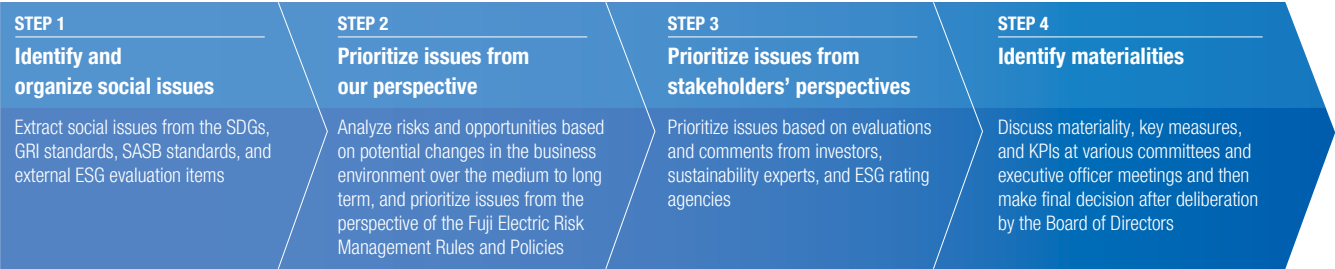 STEP 1
Identify and
organize social issues
Extract social issues from the SDGs,
GRI standards, SASB standards, and
external ESG evaluation items
STEP 2
Prioritize issues from
our perspective
Analyze risks and opportunities based
on potential changes in the business
environment over the medium to long
term, and prioritize issues from the
perspective of the Fuji Electric Risk
Management Rules and Policies
STEP 3
Prioritize issues from
stakeholders’ perspectives
Prioritize issues based on evaluations
and comments from investors,
sustainability experts, and ESG rating
agencies
STEP 4
Identify materialities
Discuss materiality, key measures,
and KPIs at various committees and
executive officer meetings and then
make final decision after deliberation
by the Board of Directors